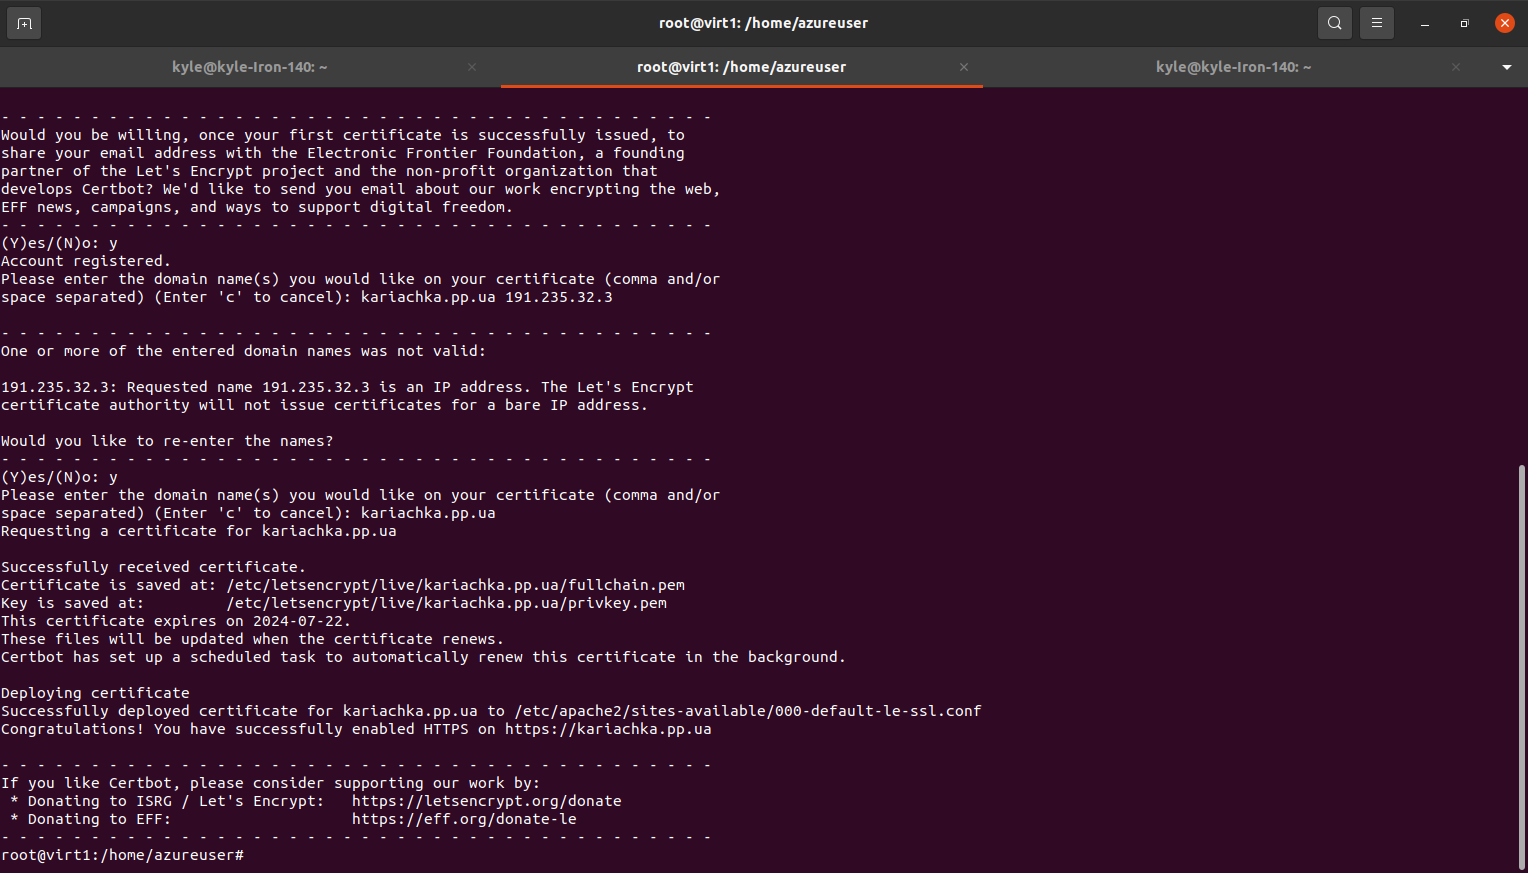 root@virt1: /home/azureuser
kyle@kyle-Iron-140: ~
root@virt1: /home/azureuser
kyle@kyle-Iron-140: ~
- - - - - - - - - - - - - - - - - - - - - - - - - - - - - - - - - - - - - - - -
Would you be willing, once your first certificate is successfully issued, to
share your email address with the Electronic Frontier Foundation, a founding
partner of the Let's Encrypt project and the non-profit organization that
develops Certbot? We'd like to send you email about our work encrypting the web,
EFF news, campaigns, and ways to support digital freedom.
- - - - - - - - - - - - - - - - - - - - - - - - - - - - - - - - - - - - - - - -
(Y)es/(N)o: y
Account registered.
Please enter the domain name(s) you would like on your certificate (comma and/or
space separated) (Enter 'c' to cancel): kariachka.pp.ua 191.235.32.3
- - - - - - - - - - - - - - - - - - - - - - - - - - - - - - - - - - - - - - - -
One or more of the entered domain names was not valid:
191.235.32.3: Requested name 191.235.32.3 is an IP address. The Let's Encrypt
certificate authority will not issue certificates for a bare IP address.
Would you like to re-enter the names?
- - - - - - - - - - - - - - - - - - - - - - - - - - - - - - - - - - - - - - - -
(Y)es/(N)o: y
Please enter the domain name(s) you would like on your certificate (comma and/or
space separated) (Enter 'c' to cancel): kariachka.pp.ua
Requesting a certificate for kariachka.pp.ua
Successfully received certificate.
Certificate is saved at: /etc/letsencrypt/live/kariachka.pp.ua/fullchain.pem
Key is saved at:         /etc/letsencrypt/live/kariachka.pp.ua/privkey.pem
This certificate expires on 2024-07-22.
These files will be updated when the certificate renews.
Certbot has set up a scheduled task to automatically renew this certificate in the background.
Deploying certificate
Successfully deployed certificate for kariachka.pp.ua to /etc/apache2/sites-available/000-default-le-ssl.conf
Congratulations! You have successfully enabled HTTPS on https://kariachka.pp.ua
- - - - - - - - - - - - - - - - - - - - - - - - - - - - - - - - - - - - - - - -
If you like Certbot, please consider supporting our work by:
 * Donating to ISRG / Let's Encrypt:   https://letsencrypt.org/donate
 * Donating to EFF:                    https://eff.org/donate-le
- - - - - - - - - - - - - - - - - - - - - - - - - - - - - - - - - - - - - - - -
root@virt1:/home/azureuser#